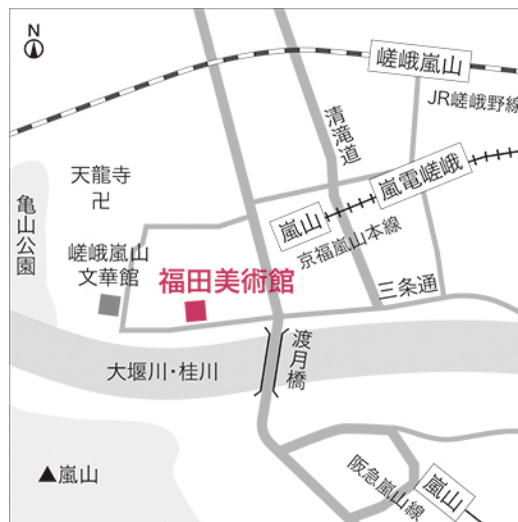 N
嵯峨嵐山
JR嵯峨野線
清滝道
天龍寺
卍
嵐電嵯峨
嵐山
京福嵐山本線
亀山公園
嵯峨嵐山
文華館
福田美術館
三条通
渡月橋
大堰川・桂川
▲嵐山
阪急嵐山線
嵐山